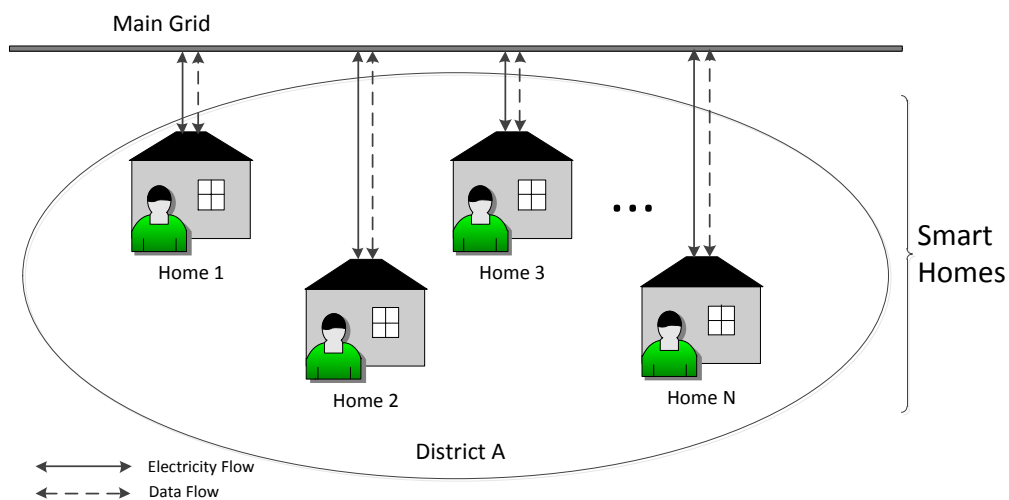 Main Grid
Home 1
Home 3
...
Smart
Homes
Home 2
Home N
District A
Electricity Flow
Data Flow